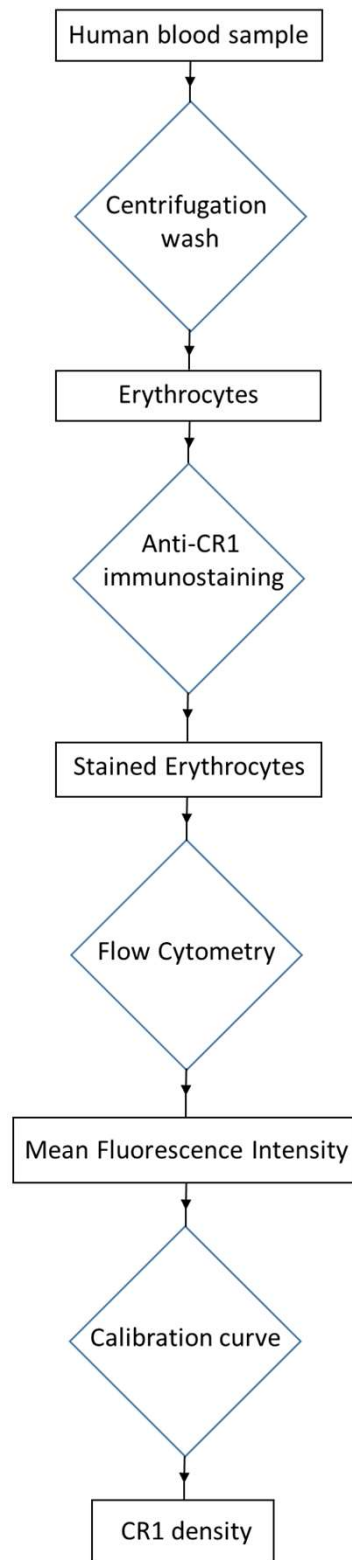 Human blood sample
Centrifugation
wash
Erythrocytes
Anti-CR1
immunostaining
Stained Erythrocytes
Flow Cytometry
Mean Fluorescence Intensity
Calibration curve
CR1 density